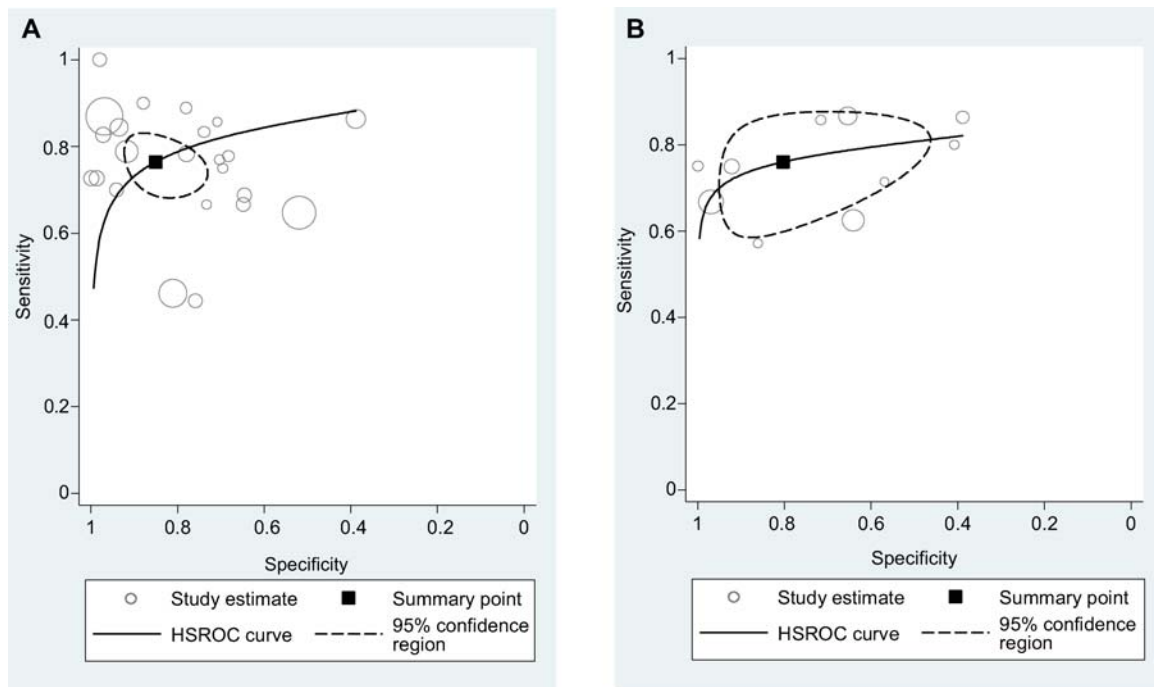 A
1
0.8
0.6
0.4
0.2
0
Sensitivity
1 0.8 0.6 0.4 0.2 0
Specificity
Study estimate Summary point
HSROC curve 95% confidence
region
B
1
0.8
0.6
0.4
0.2
0
Sensitivity
1 0.8 0.6 0.4 0.2 0
Specificity
Study estimate Summary point
HSROC curve 95% confidence
region